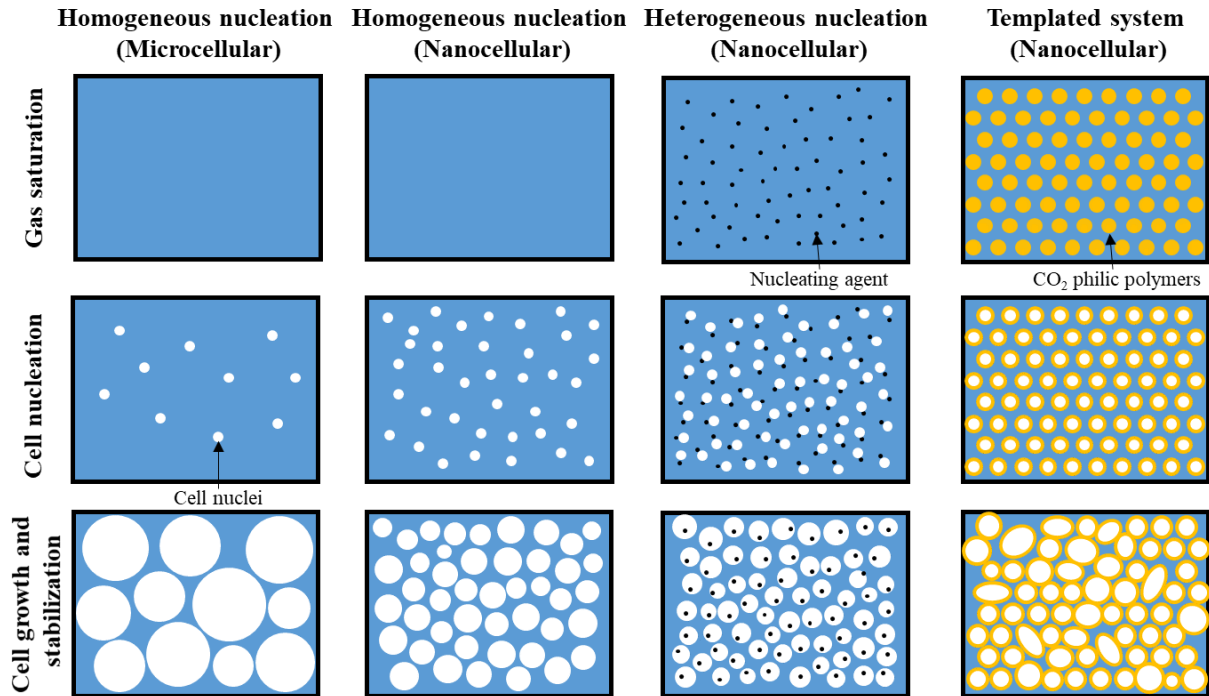 Homogeneous nucleation
(Microcellular)
Homogeneous nucleation
(Nanocellular)
Heterogeneous nucleation
(Nanocellular)
Templated system
(Nanocellular)
Gas saturation
Nucleating agent
CO₂ philic polymers
Cell nucleation
Cell nuclei
Cell growth and
stabilization